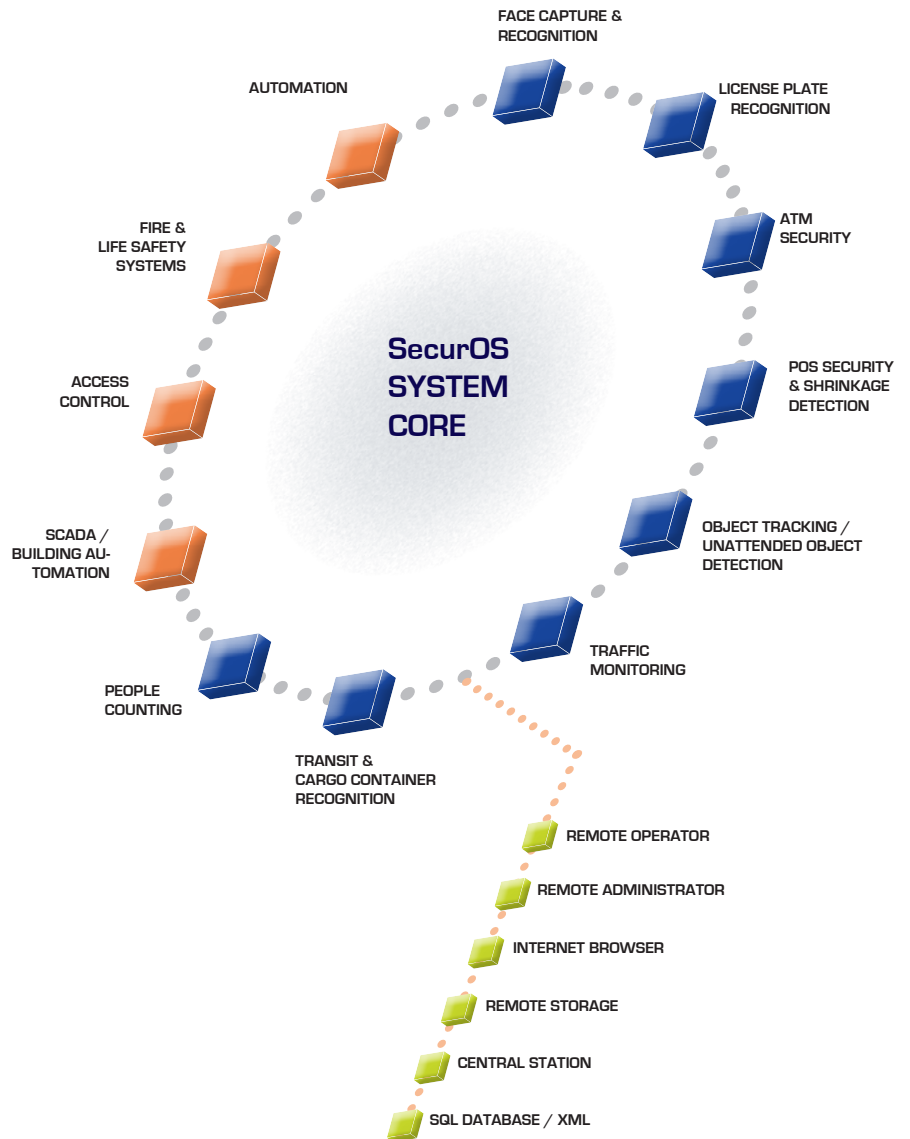 FACE CAPTURE &
RECOGNITION
AUTOMATION
LICENSE PLATE
RECOGNITION
ATM
SECURITY
FIRE &
LIFE SAFETY
SYSTEMS
SecurOS
SYSTEM
CORE
POS SECURITY
& SHRINKAGE
DETECTION
ACCESS
CONTROL
OBJECT TRACKING /
UNATTENDED OBJECT
DETECTION
SCADA /
BUILDING AU-
TOMATION
TRAFFIC
MONITORING
PEOPLE
COUNTING
TRANSIT &
CARGO CONTAINER
RECOGNITION
REMOTE OPERATOR
REMOTE ADMINISTRATOR
INTERNET BROWSER
REMOTE STORAGE
CENTRAL STATION
SQL DATABASE / XML